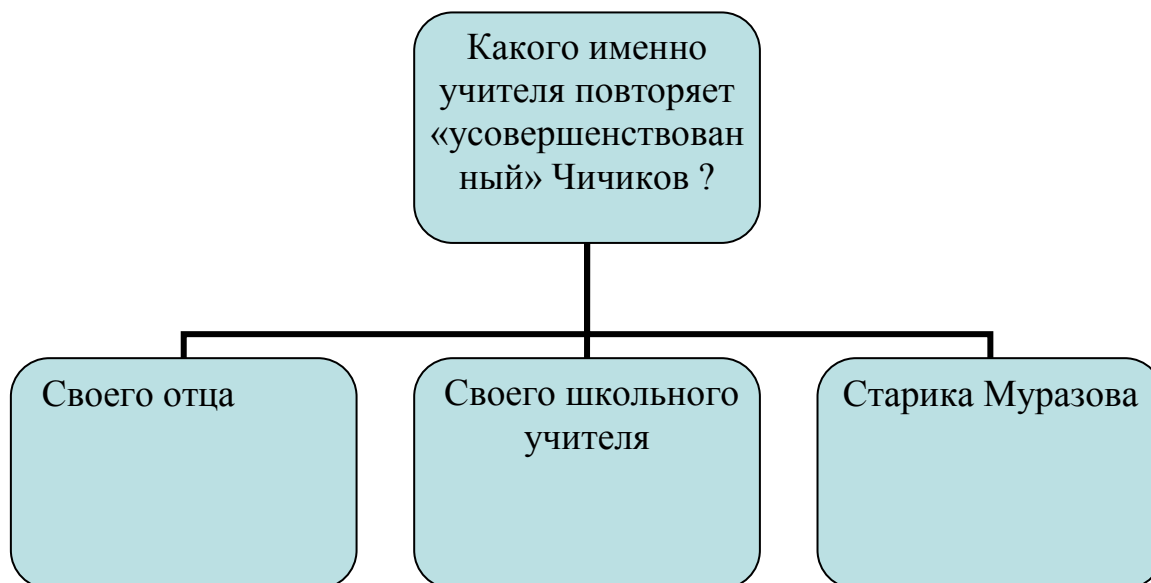 Какого именно
учителя повторяет
«усовершенствован
ный» Чичиков ?
Своего отца
Своего школьного
учителя
Старика Муразова